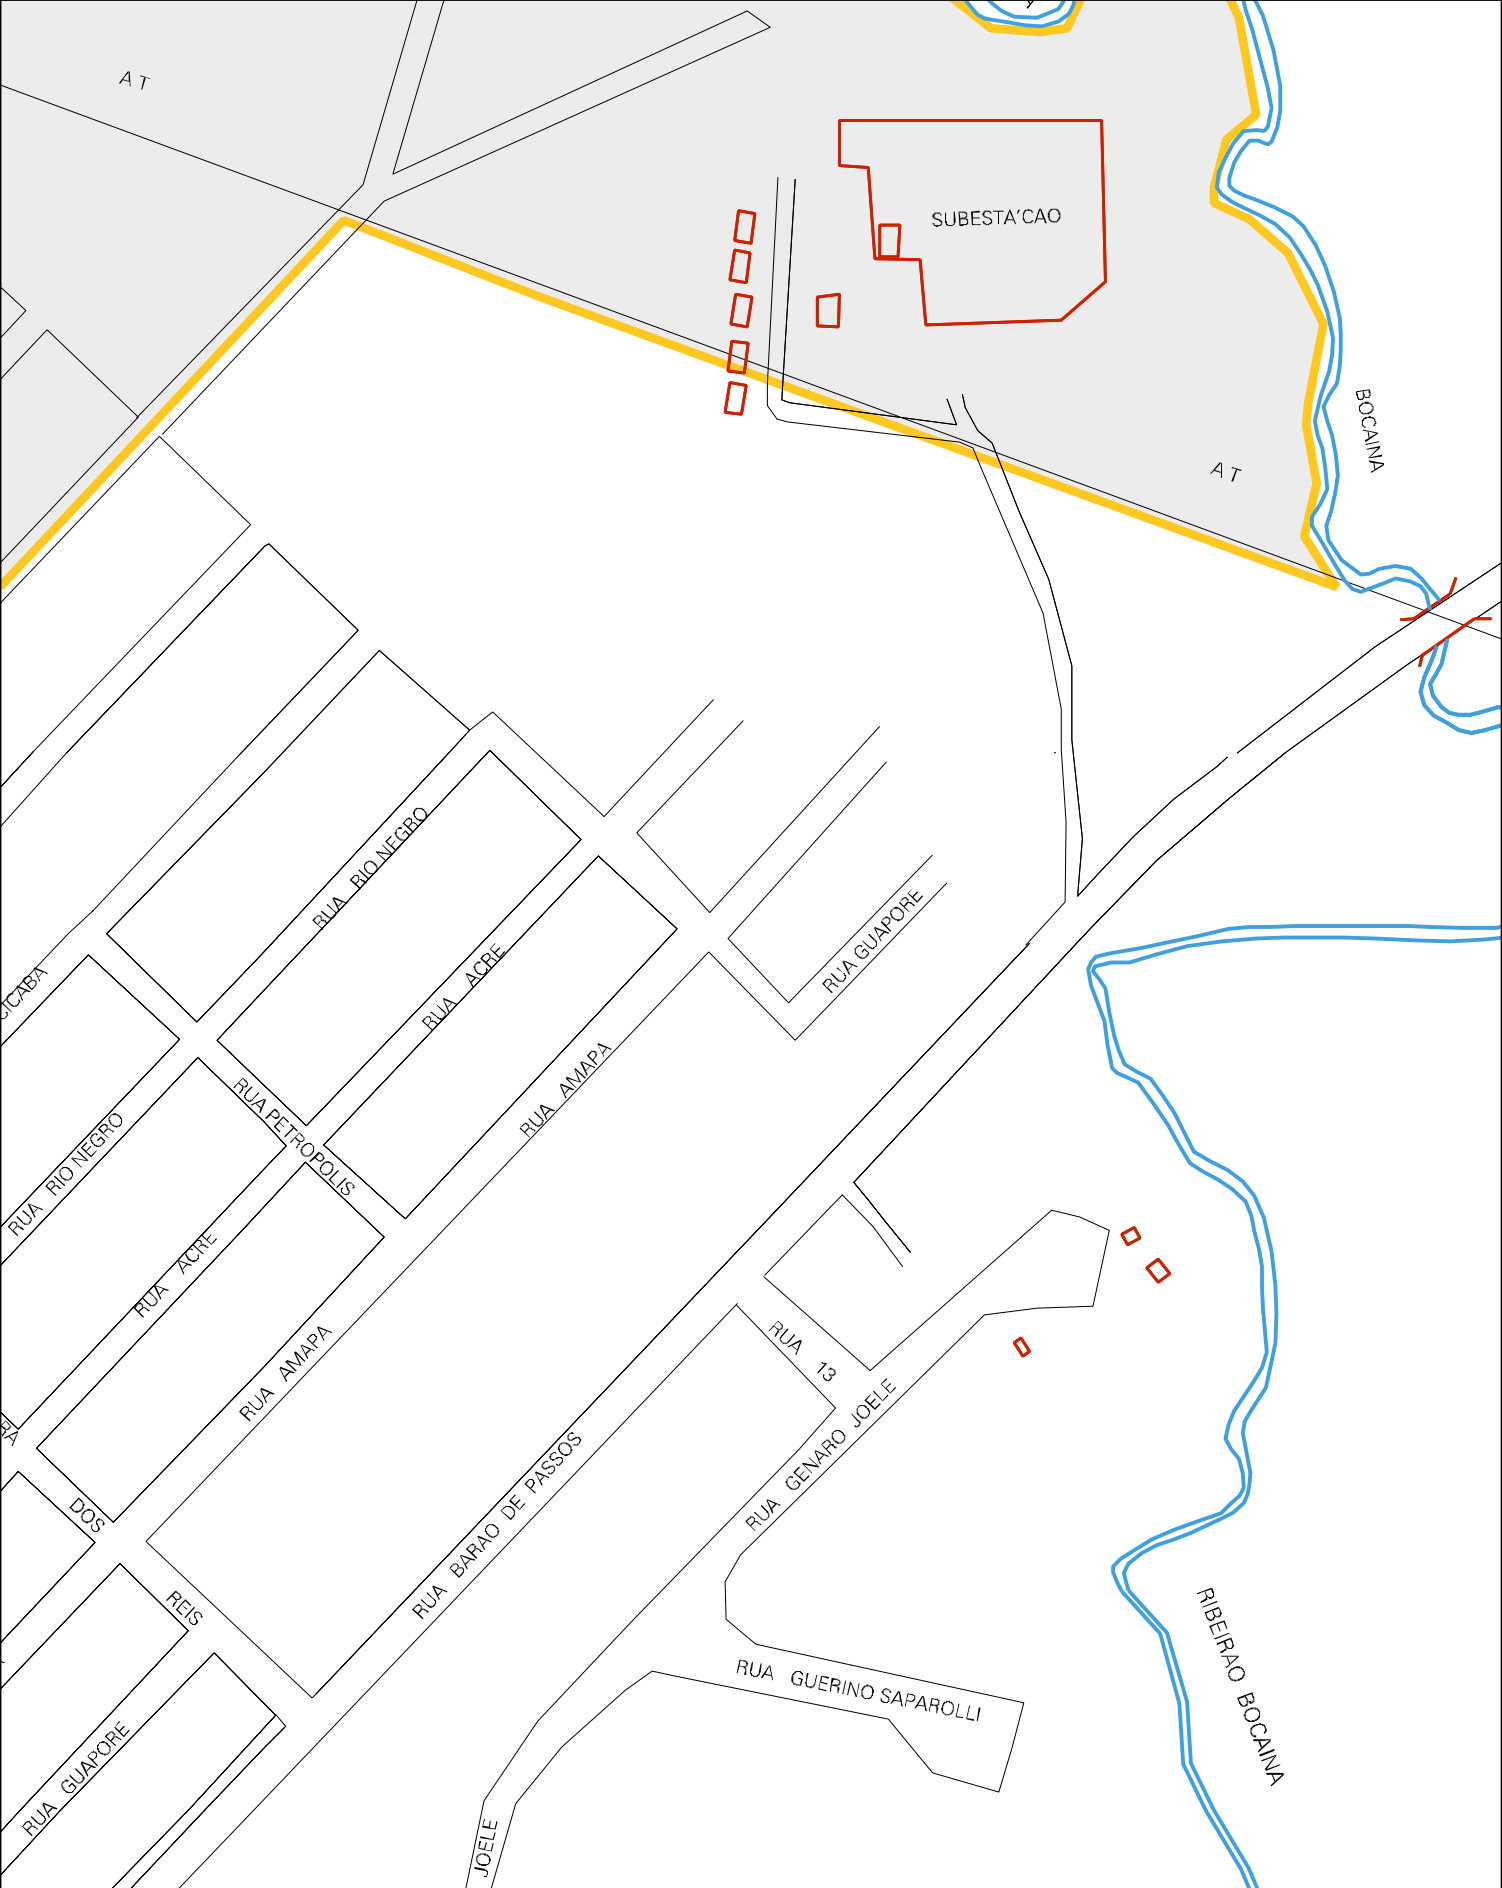 A T
SUBESTA'CAO
BOCAINA
A T
RUA RIO NEGRO
RUA ACRE
RUA GUAPORE
CICABA
RUA AMAPA
RUA PETROPOLIS
RUA RIO NEGRO
RUA ACRE
RUA AMAPA
RUA 13
RUA GENARO JOELE
RUA BARAO DE PASSOS
RA
DOS
REIS
RIBEIRAO BOCAINA
RUA GUERINO SAPAROLLI
RUA GUAPORE
JOELE